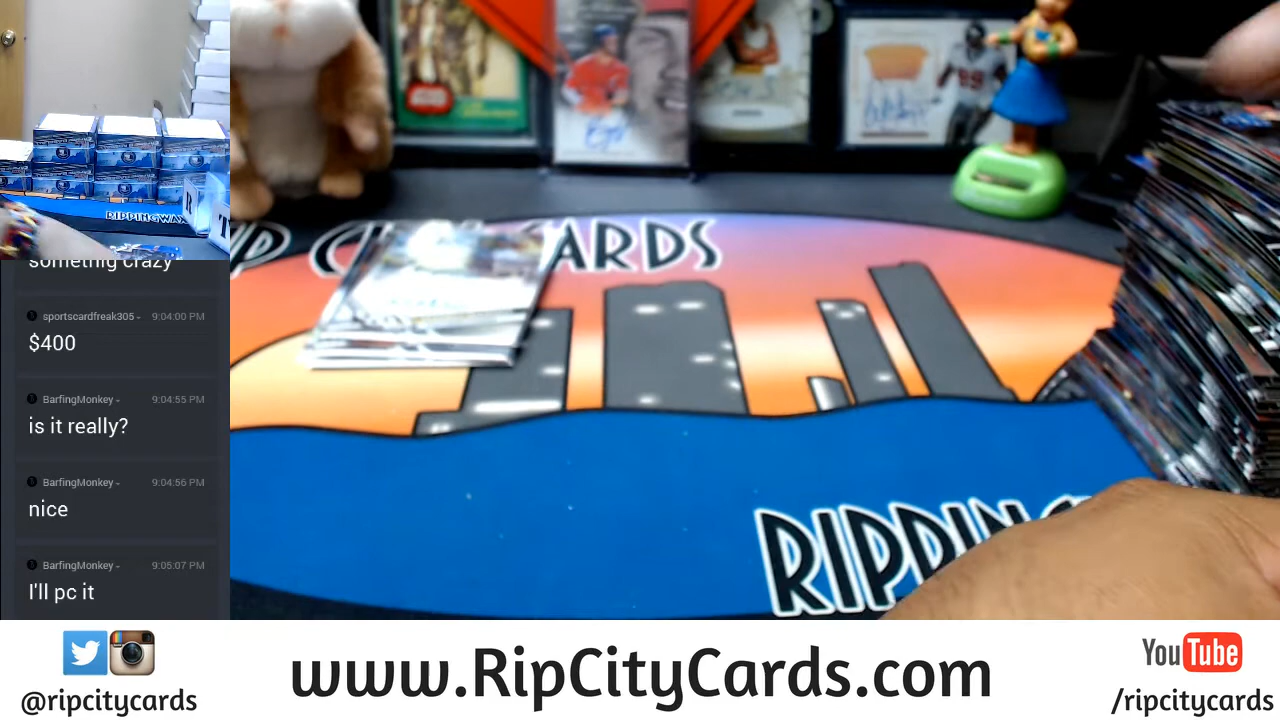 RIPPINGWAX
somethig crazy
sportscardfreak305 - 9:04:00 PM
$400
BarfingMonkey - 9:04:55 PM
is it really?
BarfingMonkey - 9:04:56 PM
nice
BarfingMonkey - 9:05:07 PM
I'll pc it
CARDS
RIPPIN
@ripcitycards
www.RipCityCards.com
YouTube
/ripcitycards